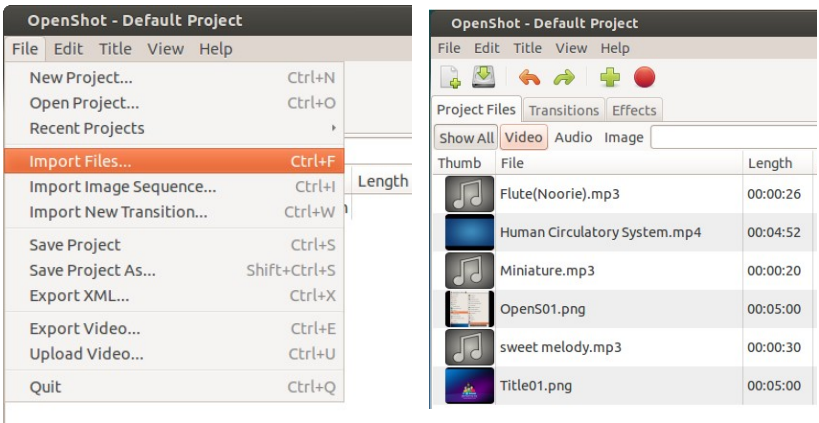 OpenShot - Default Project
File Edit Title View Help
New Project... Ctrl+N
Open Project... Ctrl+O
Recent Projects
Import Files... Ctrl+F
Import Image Sequence... Ctrl+I
Import New Transition... Ctrl+W
Save Project Ctrl+S
Save Project As... Shift+Ctrl+S
Export XML... Ctrl+X
Export Video... Ctrl+E
Upload Video... Ctrl+U
Quit Ctrl+Q
Length
OpenShot - Default Project
File Edit Title View Help
Project Files Transitions Effects
Show All Video Audio Image
Thumb File Length
Flute(Noorie).mp3 00:00:26
Human Circulatory System.mp4 00:04:52
Miniature.mp3 00:00:20
OpenS01.png 00:05:00
sweet melody.mp3 00:00:30
Title01.png 00:05:00